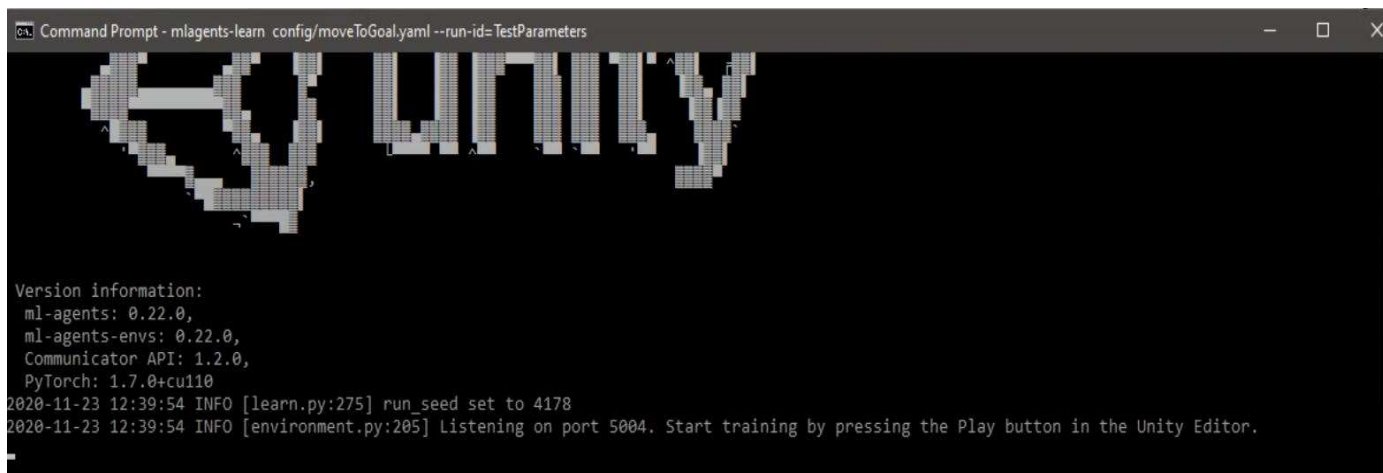 Command Prompt - mlagents-learn config/moveToGoal.yaml --run-id=TestParameters
unity
Version information:
ml-agents: 0.22.0,
ml-agents-envs: 0.22.0,
Communicator API: 1.2.0,
PyTorch: 1.7.0+cu110
2020-11-23 12:39:54 INFO [learn.py:275] run_seed set to 4178
2020-11-23 12:39:54 INFO [environment.py:205] Listening on port 5004. Start training by pressing the Play button in the Unity Editor.